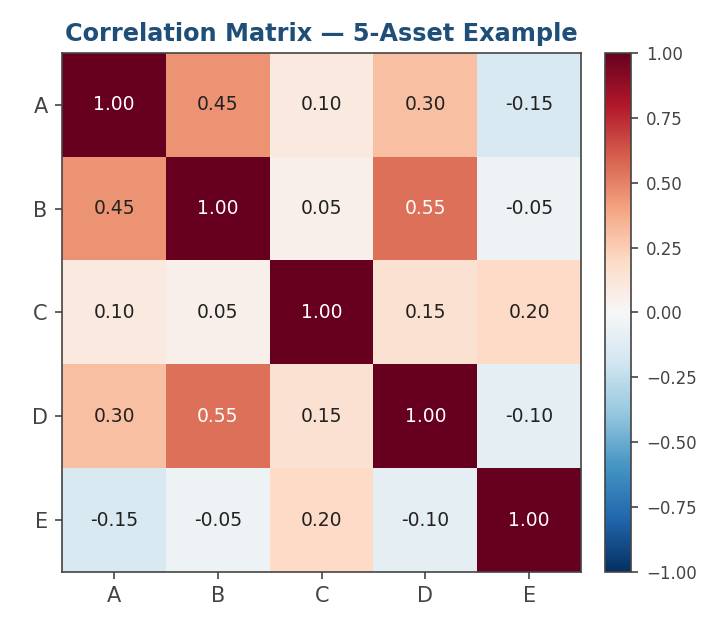 Correlation Matrix — 5-Asset Example
A 1.00 0.45 0.10 0.30 -0.15
B 0.45 1.00 0.05 0.55 -0.05
C 0.10 0.05 1.00 0.15 0.20
D 0.30 0.55 0.15 1.00 -0.10
E -0.15 -0.05 0.20 -0.10 1.00
A B C D E
1.00
0.75
0.50
0.25
0.00
−0.25
−0.50
−0.75
−1.00